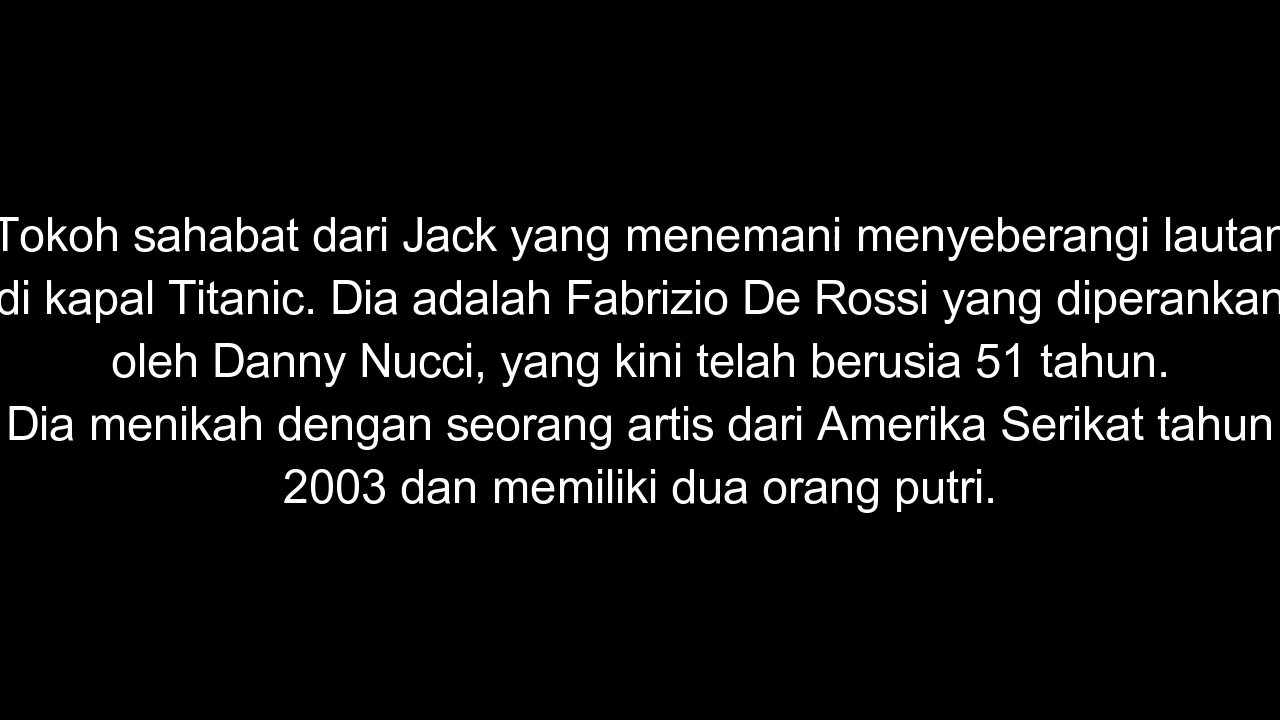 Tokoh sahabat dari Jack yang menemani menyeberangi lautan
di kapal Titanic. Dia adalah Fabrizio De Rossi yang diperankan
oleh Danny Nucci, yang kini telah berusia 51 tahun.
Dia menikah dengan seorang artis dari Amerika Serikat tahun
2003 dan memiliki dua orang putri.